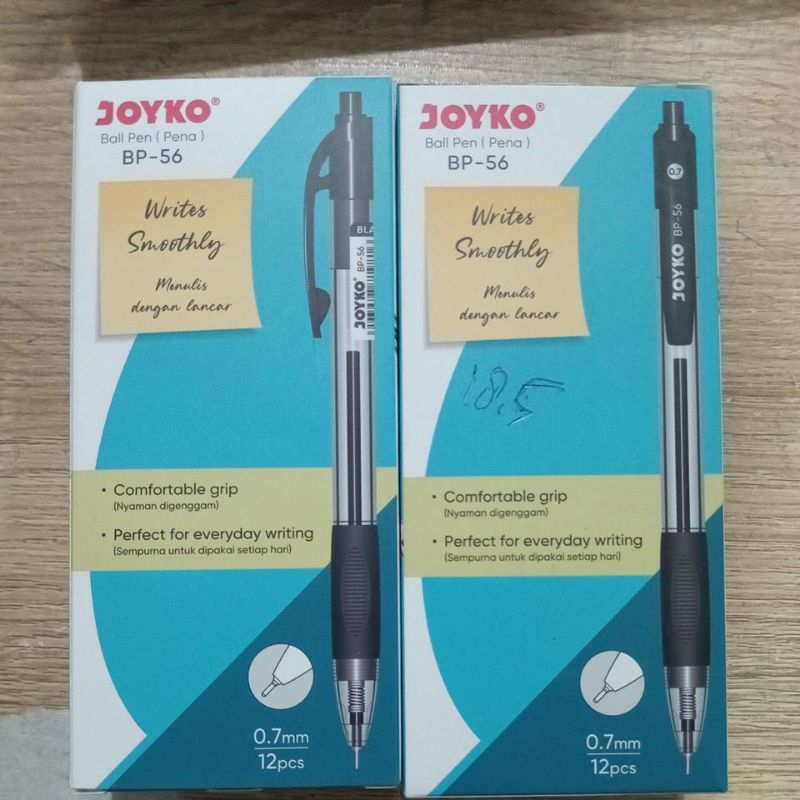 JOYKO®
Ball Pen ( Pena )
BP-56
Writes
Smoothly
Menulis
dengan lancar
BLA
BP-56
JOYKO
• Comfortable grip
(Nyaman digenggam)
• Perfect for everyday writing
(Sempurna untuk dipakai setiap hari)
0.7mm
12pcs
JOYKO®
Ball Pen ( Pena )
BP-56
0.7
JOYKO BP-56
Writes
Smoothly
Menulis
dengan lancar
18.5
• Comfortable grip
(Nyaman digenggam)
• Perfect for everyday writing
(Sempurna untuk dipakai setiap hari)
0.7mm
12pcs